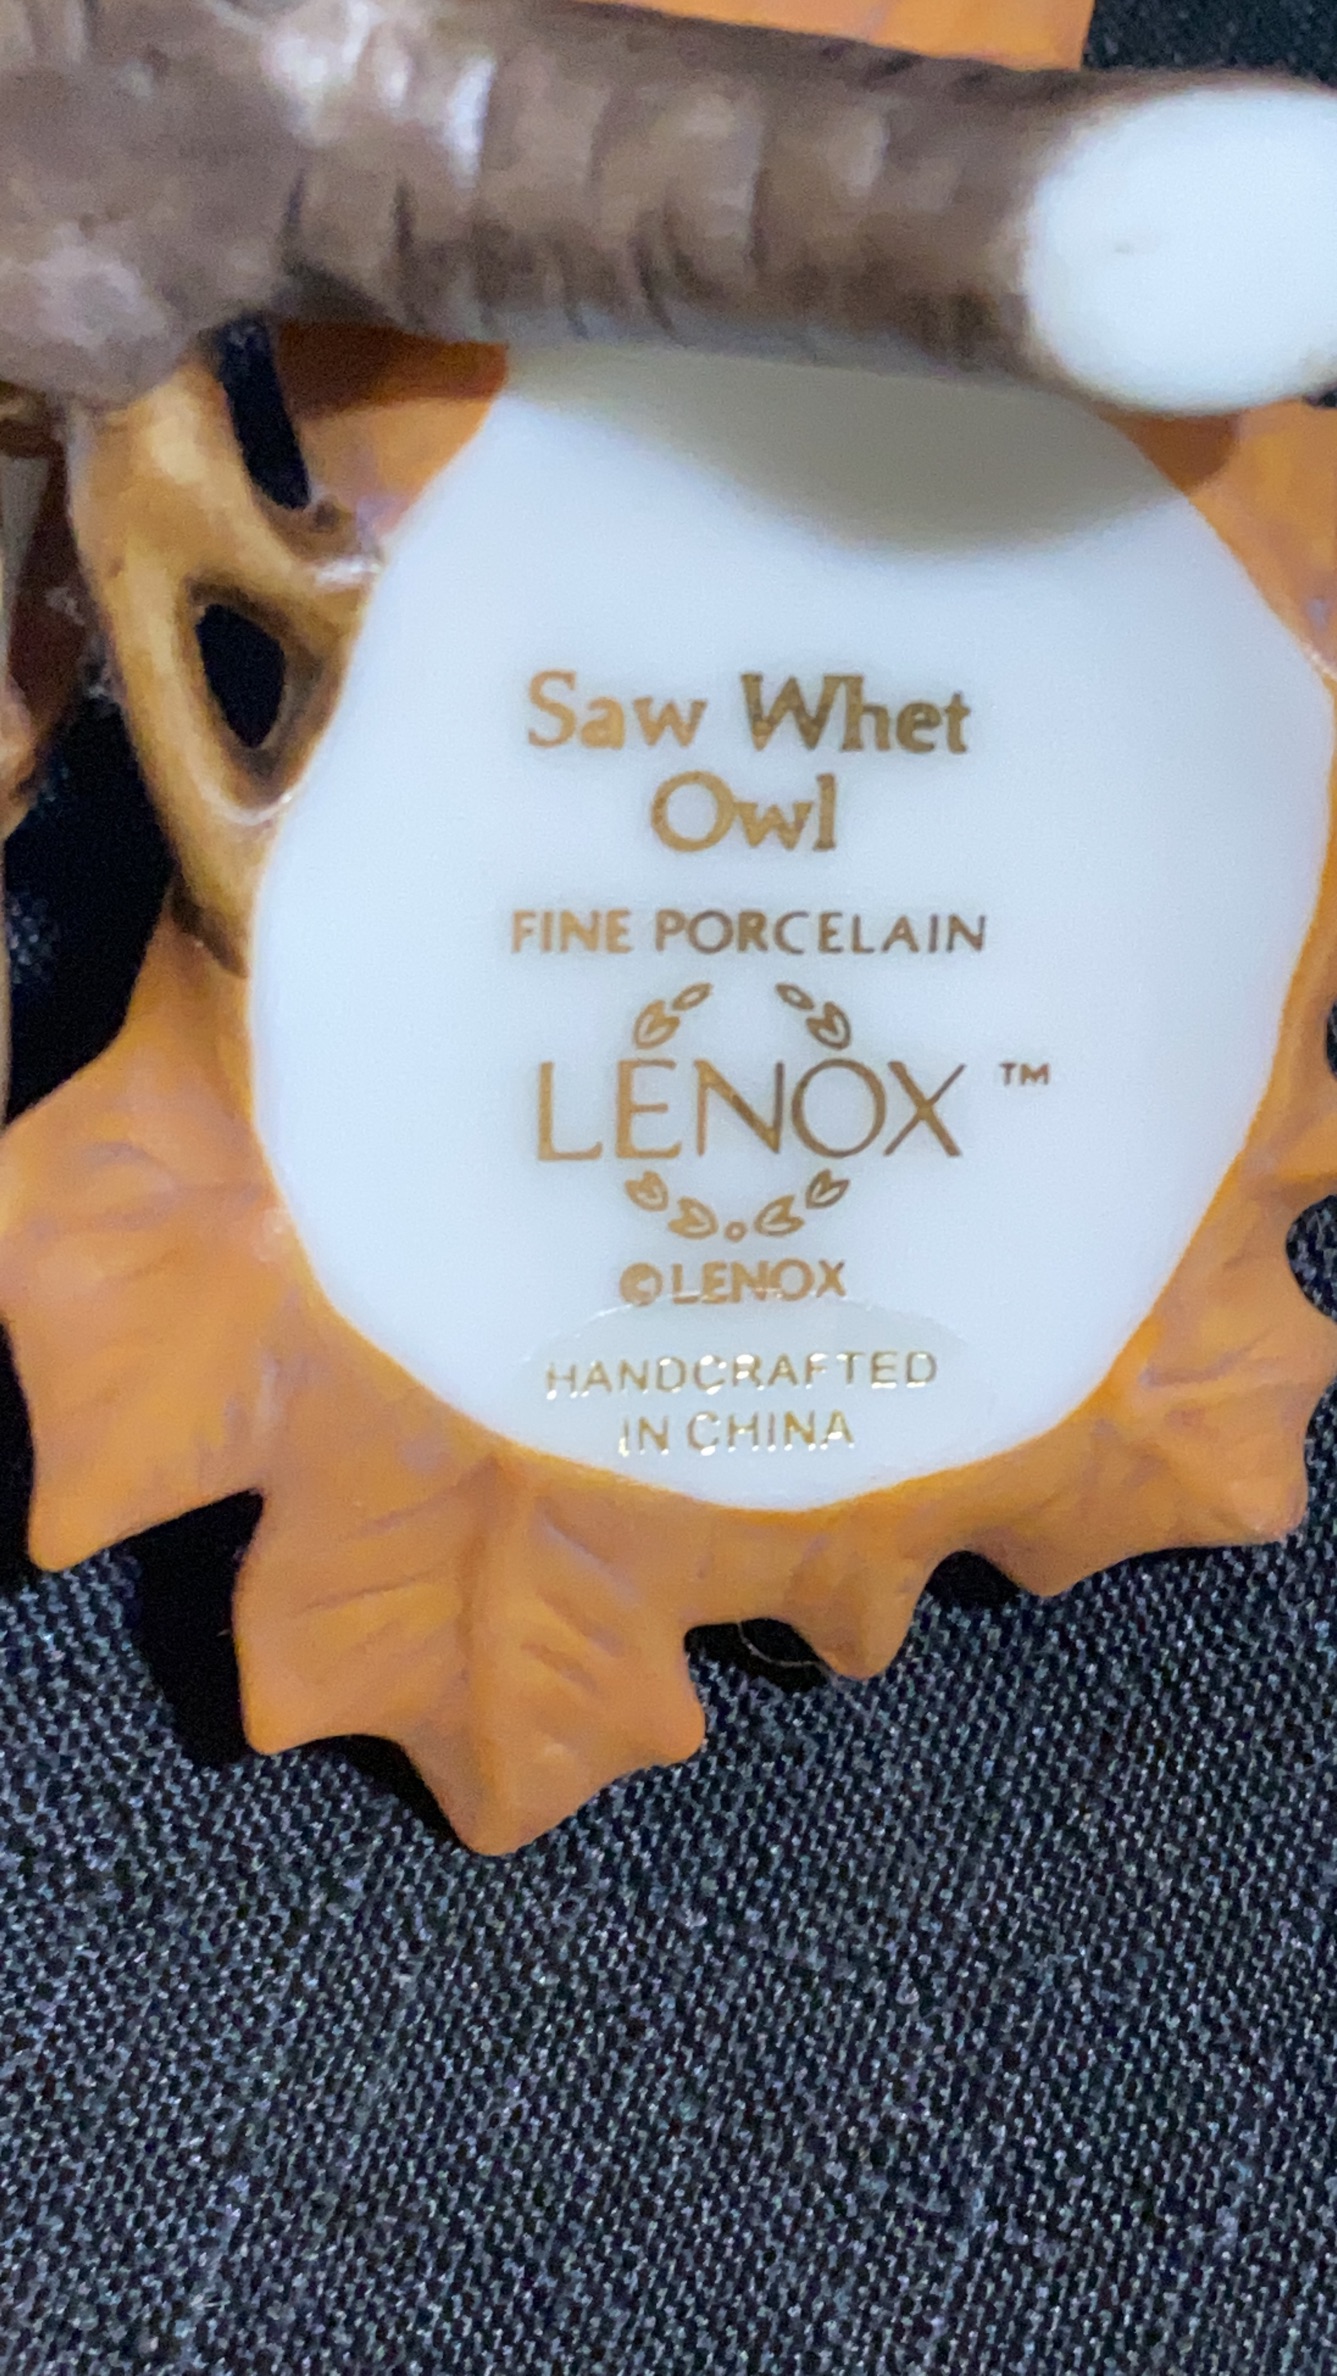 Saw Whet
Owl
FINE PORCELAIN
LENOX ™
© LENOX
HANDCRAFTED
IN CHINA